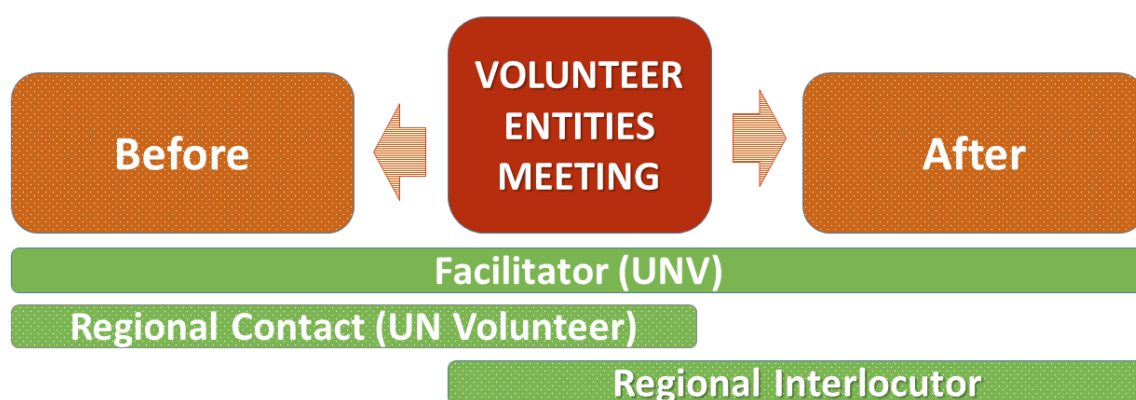 VOLUNTEER
ENTITIES
MEETING
Before
After
Facilitator (UNV)
Regional Contact (UN Volunteer)
Regional Interlocutor